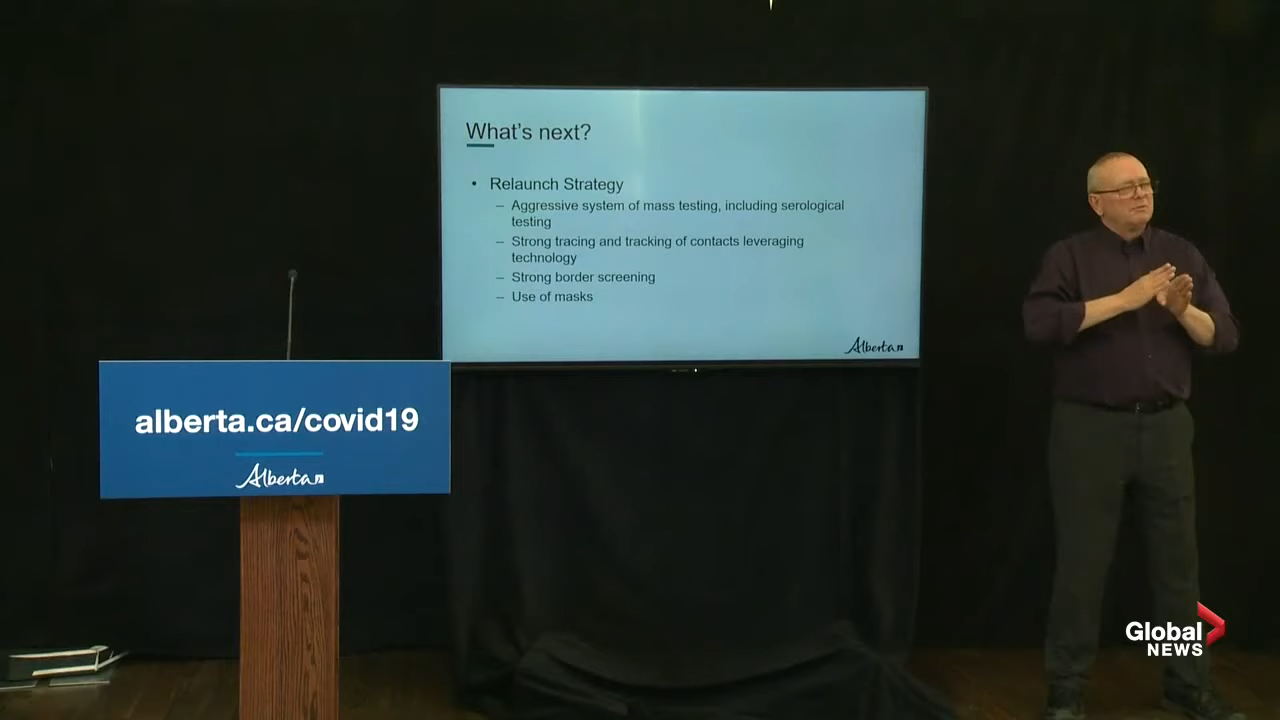 What's next?
• Relaunch Strategy
– Aggressive system of mass testing, including serological
testing
– Strong tracing and tracking of contacts leveraging
technology
– Strong border screening
– Use of masks
Alberta
alberta.ca/covid19
Alberta
Global
NEWS